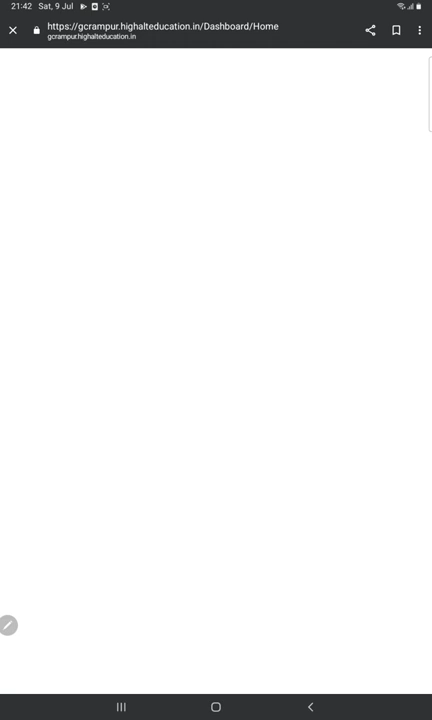 21:42 Sat, 9 Jul
https://gcrampur.highalteducation.in/Dashboard/Home
gcrampur.highalteducation.in